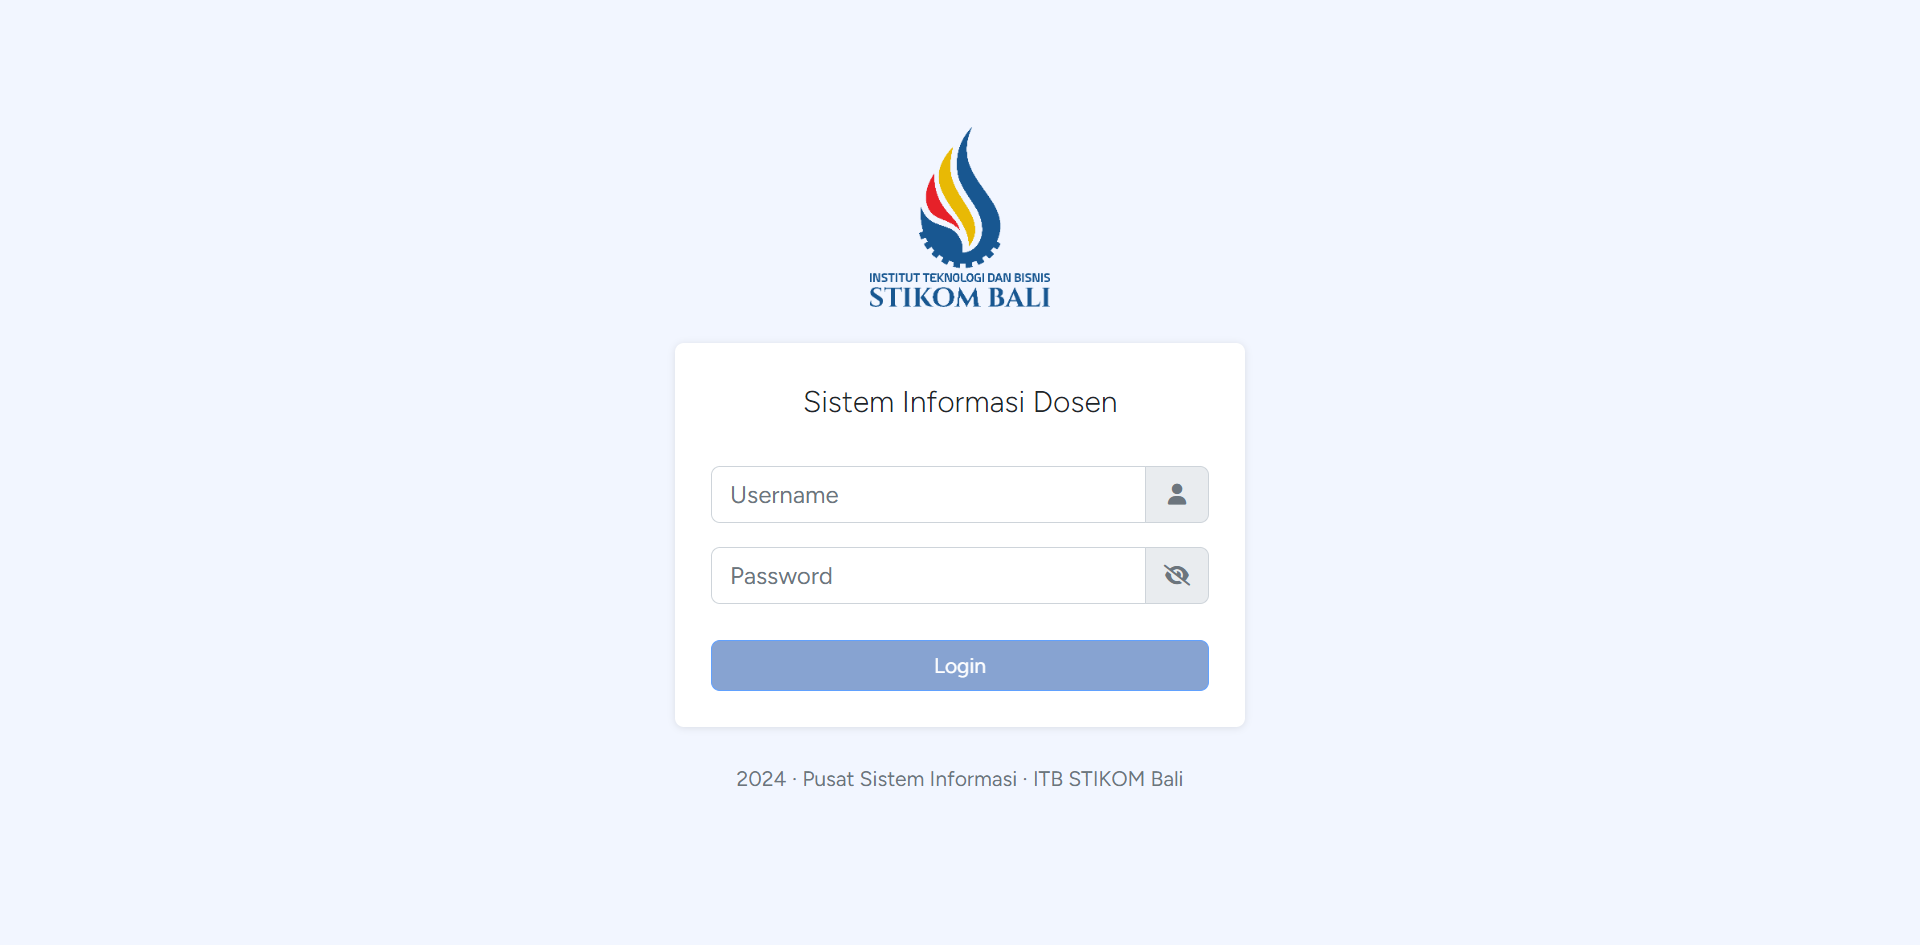 INSTITUT TEKNOLOGI DAN BISNIS
STIKOM BALI
Sistem Informasi Dosen
Username
Password
Login
2024 · Pusat Sistem Informasi · ITB STIKOM Bali